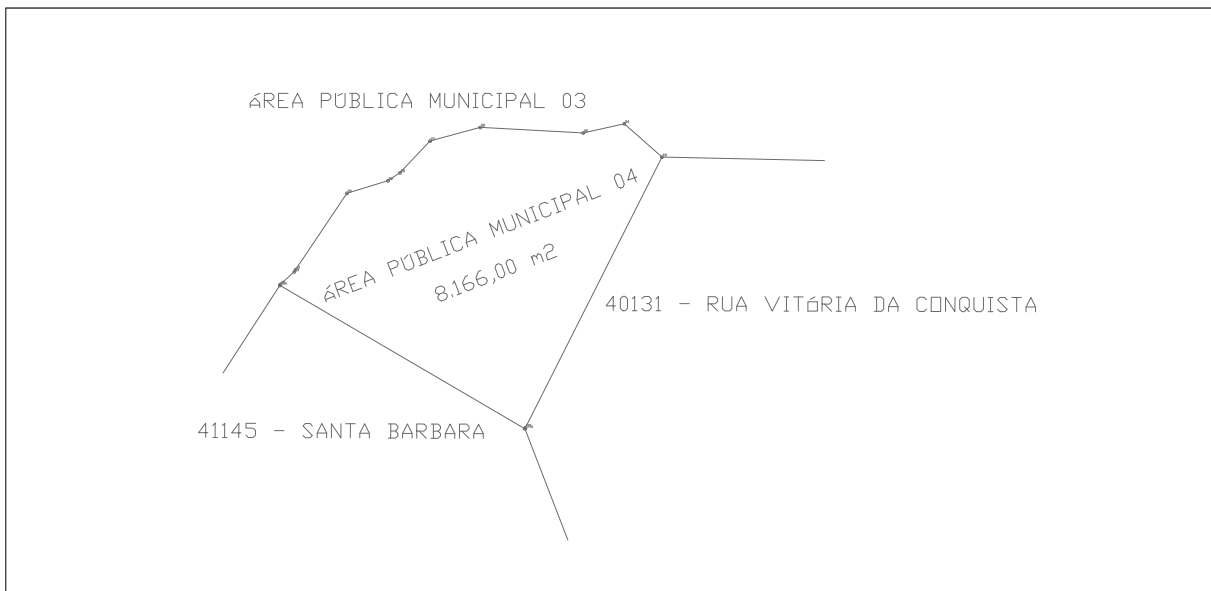 ÁREA PÚBLICA MUNICIPAL 03
ÁREA PÚBLICA MUNICIPAL 04
8.166,00 m2
40131 - RUA VITóRIA DA CONQUISTA
41145 - SANTA BARBARA